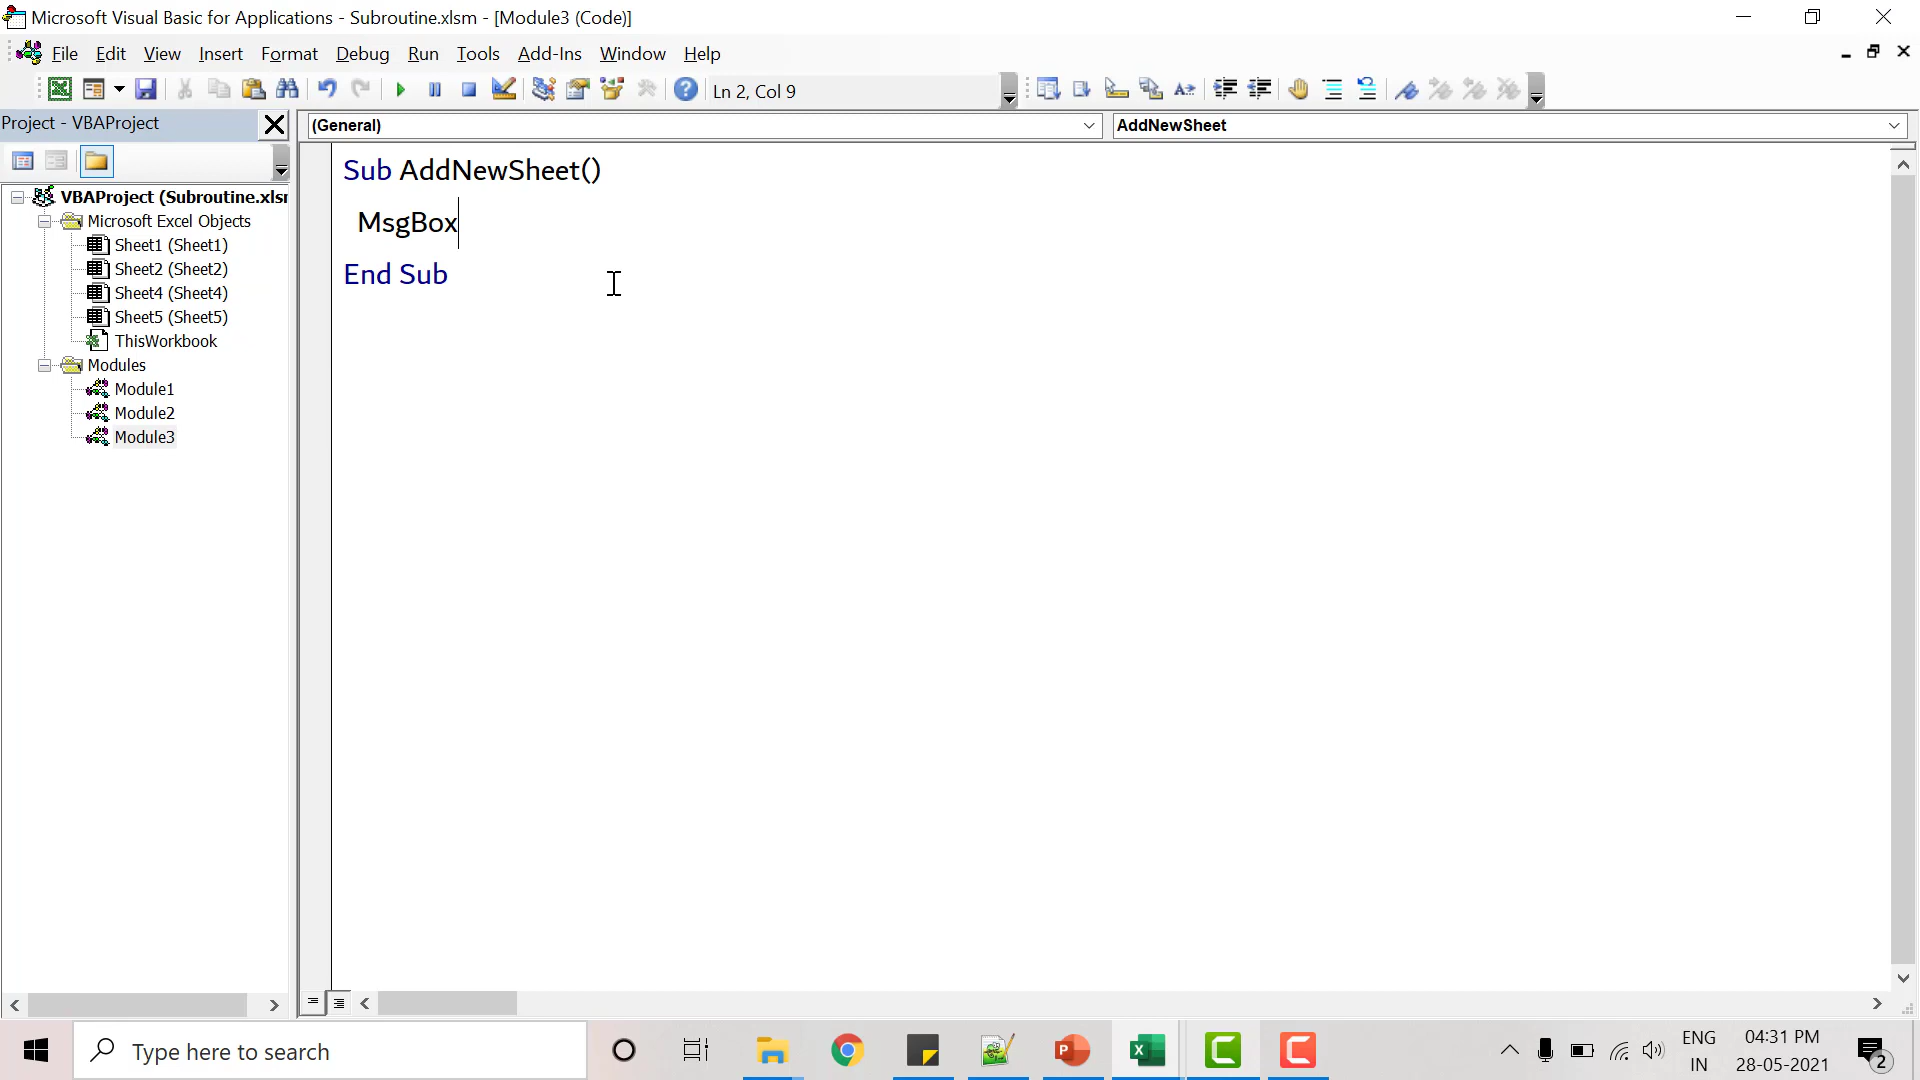 Microsoft Visual Basic for Applications - Subroutine.xlsm - [Module3 (Code)]
File Edit View Insert Format Debug Run Tools Add-Ins Window Help
Ln 2, Col 9
Project - VBAProject
(General)
AddNewSheet
VBAProject (Subroutine.xlsm
Microsoft Excel Objects
Sheet1 (Sheet1)
Sheet2 (Sheet2)
Sheet4 (Sheet4)
Sheet5 (Sheet5)
ThisWorkbook
Modules
Module1
Module2
Module3
Sub AddNewSheet()
MsgBox
End Sub
Type here to search
ENG
IN
04:31 PM
28-05-2021
2